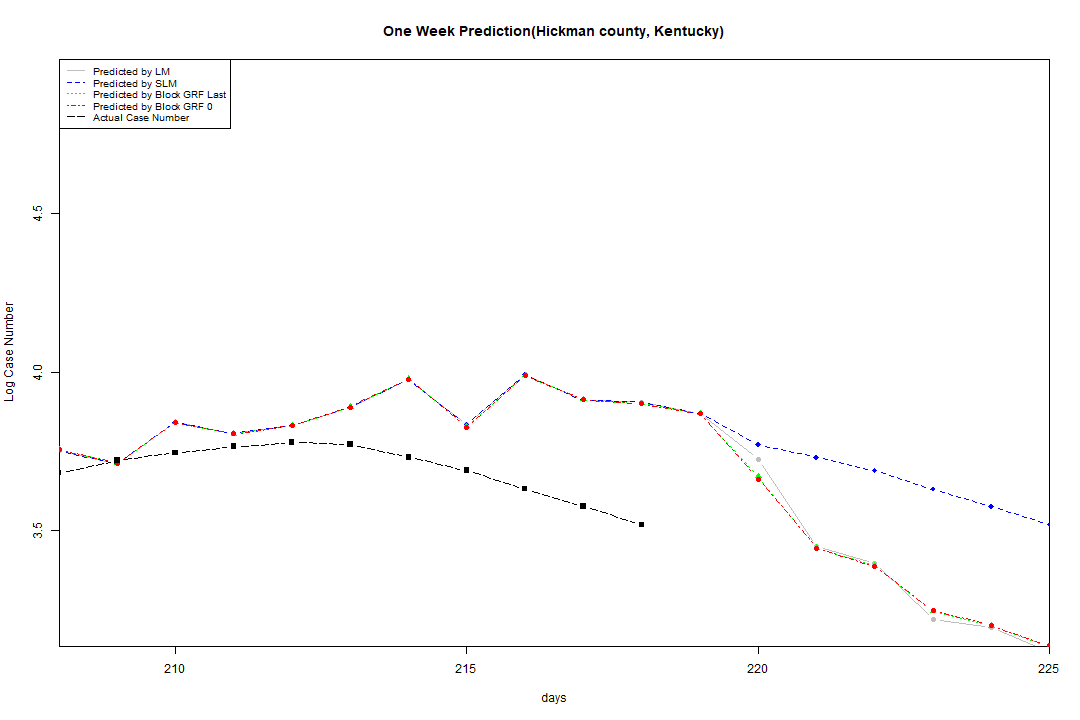 One Week Prediction(Hickman county, Kentucky)
Predicted by LM
Predicted by SLM
Predicted by Block GRF Last
Predicted by Block GRF 0
Actual Case Number
4.5
4.0
3.5
Log Case Number
210
215
220
225
days